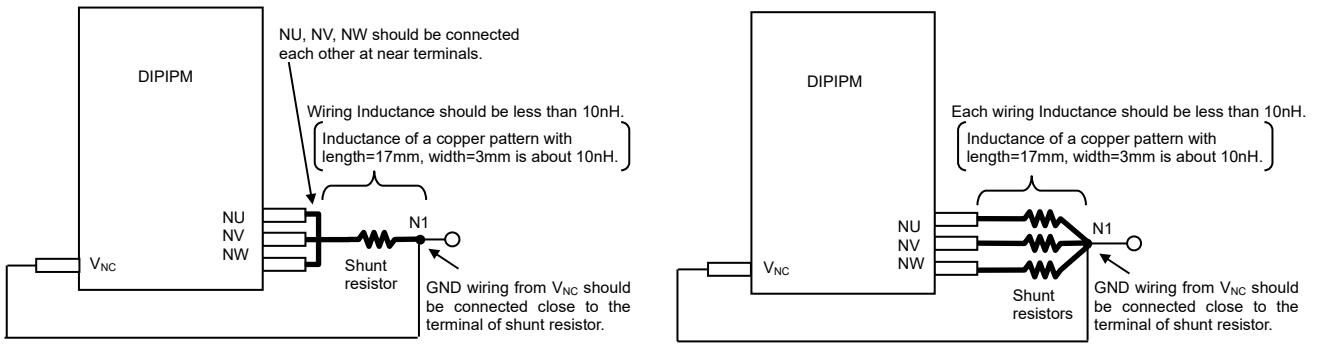 NU, NV, NW should be connected
each other at near terminals.
DIPIPM
Wiring Inductance should be less than 10nH.
Inductance of a copper pattern with
length=17mm, width=3mm is about 10nH.
NU
NV
NW
N1
VNC
Shunt
resistor
GND wiring from VNC should
be connected close to the
terminal of shunt resistor.
DIPIPM
Each wiring Inductance should be less than 10nH.
Inductance of a copper pattern with
length=17mm, width=3mm is about 10nH.
NU
NV
NW
N1
VNC
Shunt
resistors
GND wiring from VNC should
be connected close to the
terminal of shunt resistor.